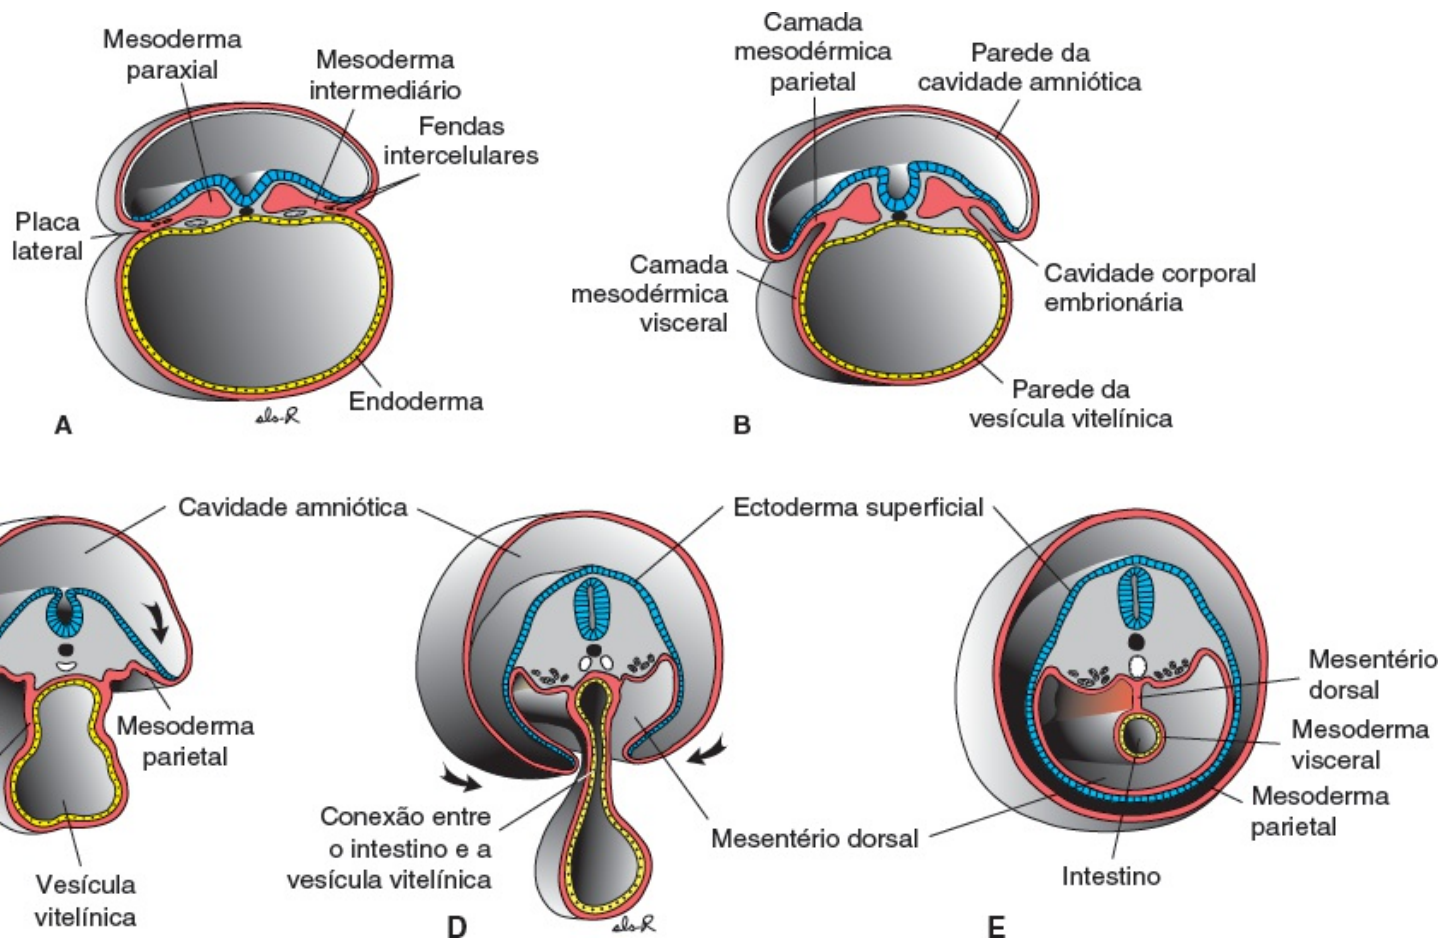 Mesoderma
paraxial
Mesoderma
intermediário
Fendas
intercelulares
Placa
lateral
Endoderma
sls-R
A
Camada
mesodérmica
parietal
Parede da
cavidade amniótica
Camada
mesodérmica
visceral
Cavidade corporal
embrionária
Parede da
vesícula vitelínica
B
Cavidade amniótica
Ectoderma superficial
Mesoderma
parietal
Vesícula
vitelínica
Conexão entre
o intestino e a
vesícula vitelínica
sls-R
D
Mesentério dorsal
Mesentério
dorsal
Mesoderma
visceral
Mesoderma
parietal
Intestino
E